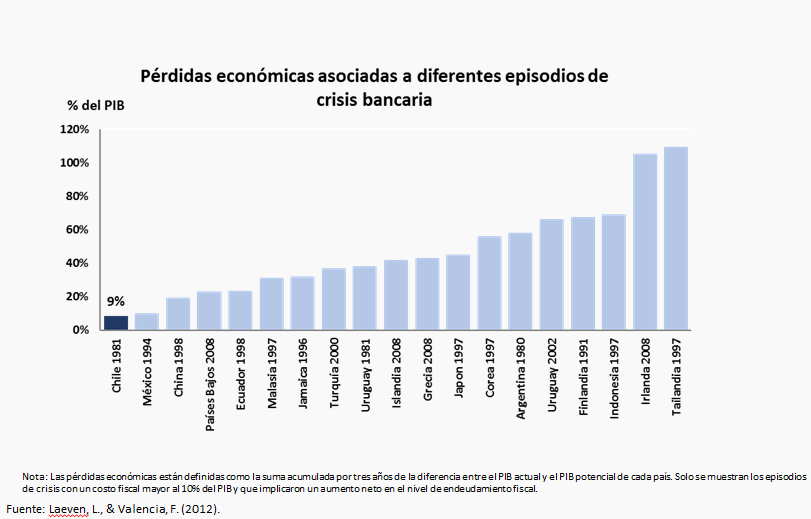 Pérdidas económicas asociadas a diferentes episodios de
crisis bancaria
% del PIB
120%
100%
80%
60%
40%
20%
0%
9%
Chile 1981
México 1994
China 1998
Países Bajos 2008
Ecuador 1998
Malasia 1997
Jamaica 1996
Turquía 2000
Uruguay 1981
Islandia 2008
Grecia 2008
Japon 1997
Corea 1997
Argentina 1980
Uruguay 2002
Finlandia 1991
Indonesia 1997
Irlanda 2008
Tailandia 1997
Nota: Las pérdidas económicas están definidas como la suma acumulada por tres años de la diferencia entre el PIB actual y el PIB potencial de cada país. Solo se muestran los episodios
de crisis con un costo fiscal mayor al 10% del PIB y que implicaron un aumento neto en el nivel de endeudamiento fiscal.
Fuente: Laeven, L., & Valencia, F. (2012).